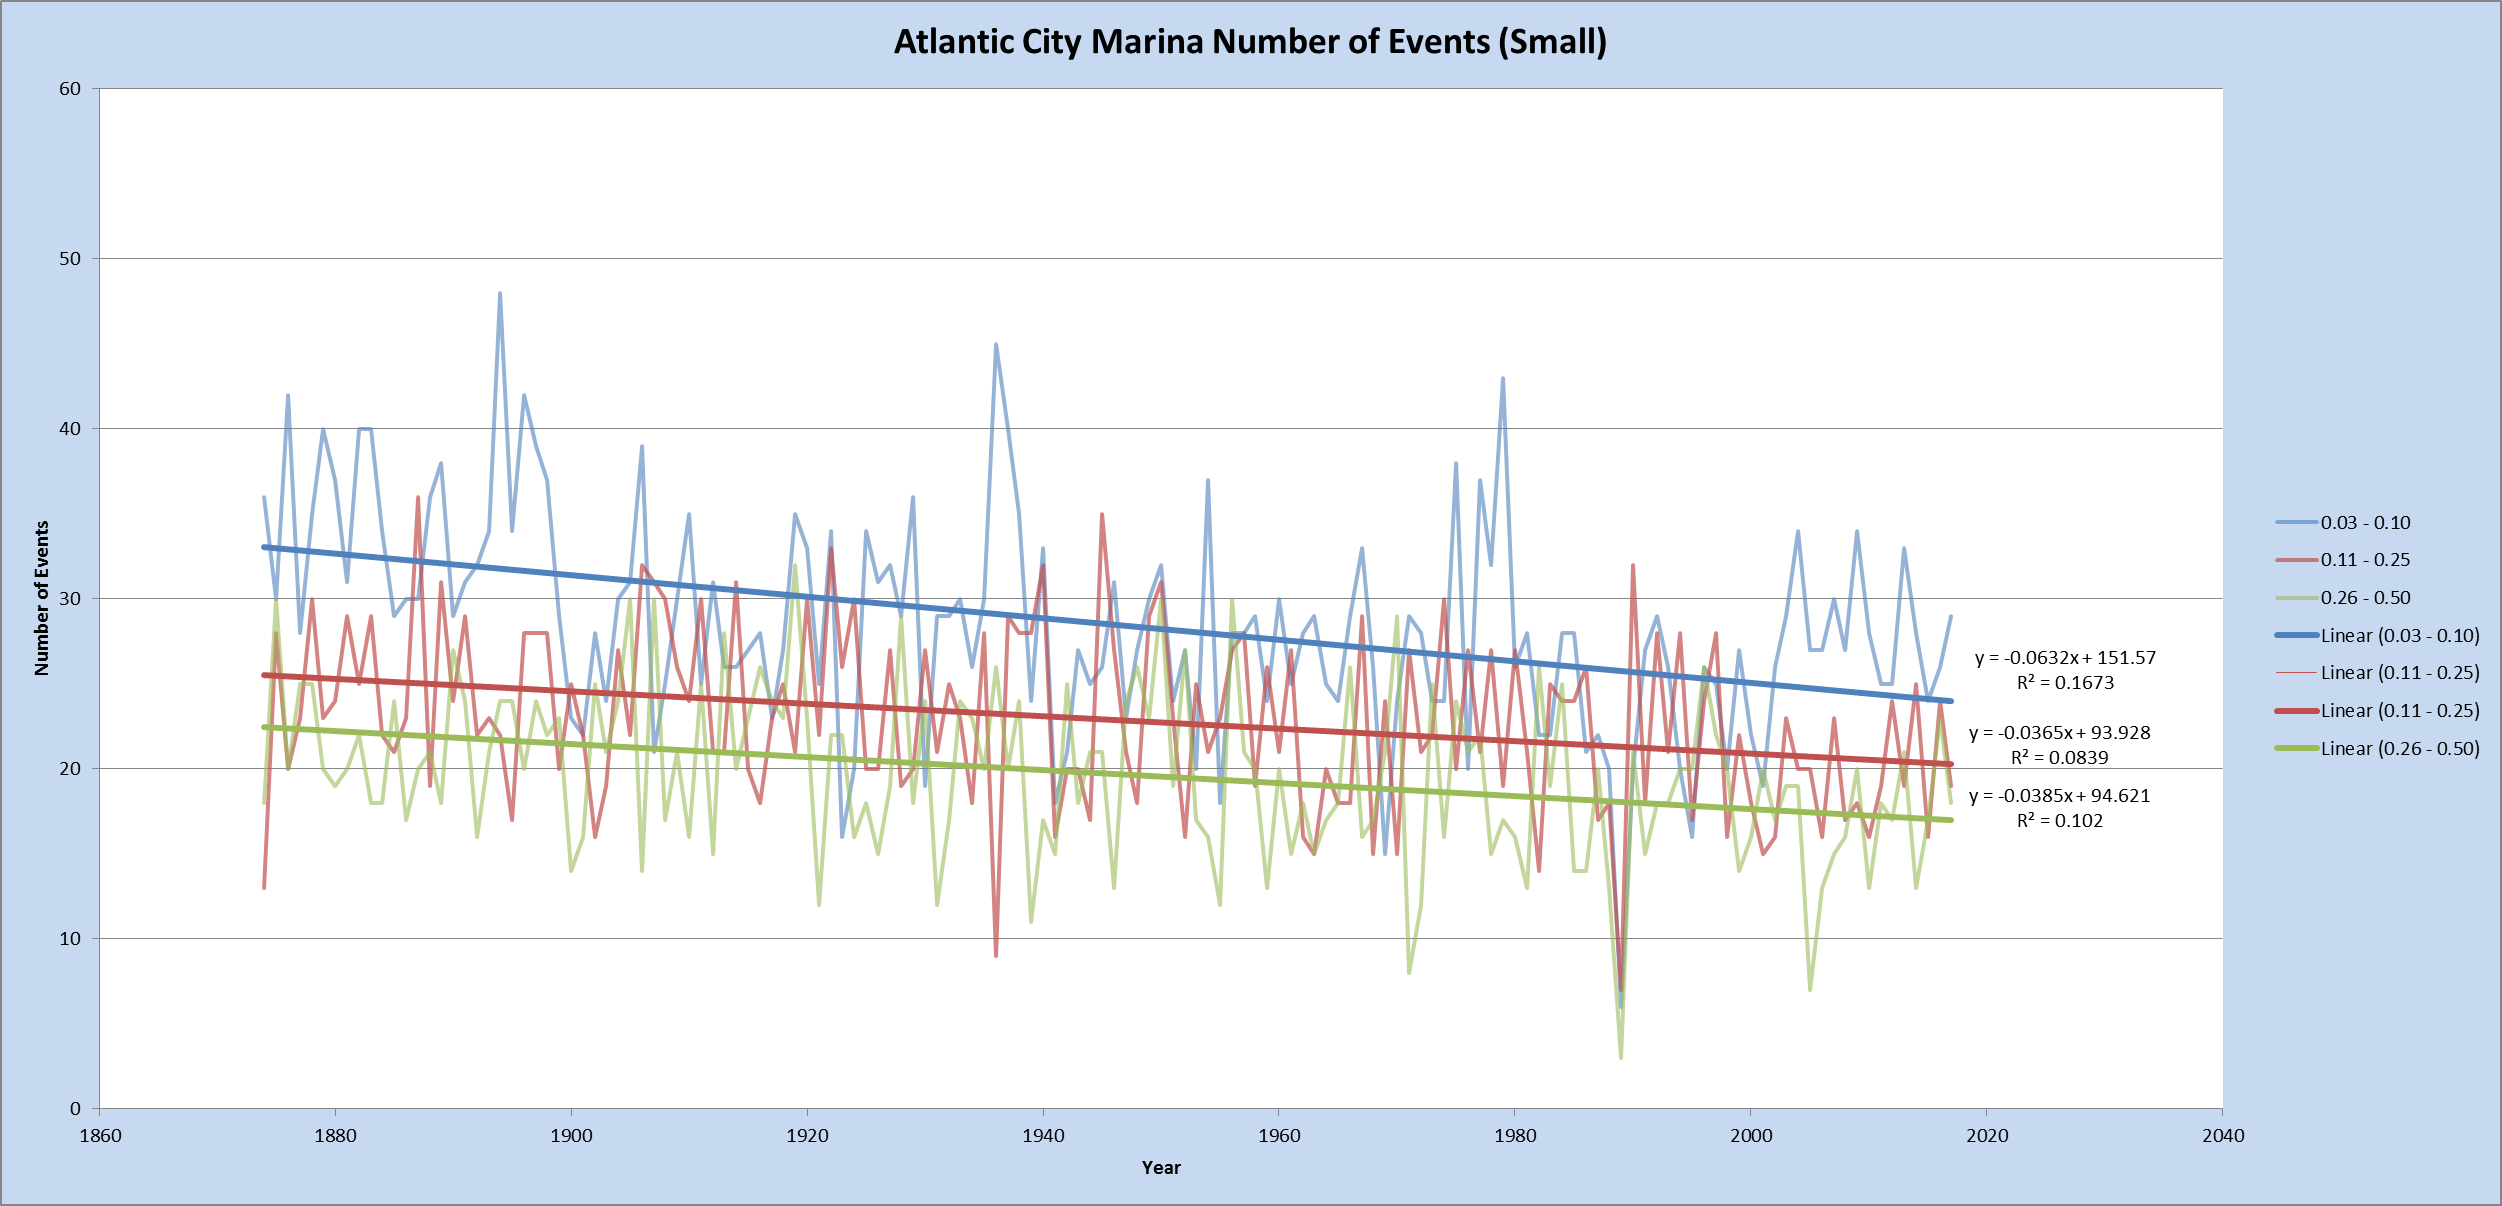 Atlantic City Marina Number of Events (Small)
60
50
40
30
20
10
0
Number of Events
1860 1880 1900 1920 1940 1960 1980 2000 2020 2040
Year
y = -0.0632x + 151.57
R² = 0.1673
y = -0.0365x + 93.928
R² = 0.0839
y = -0.0385x + 94.621
R² = 0.102
0.03 - 0.10
0.11 - 0.25
0.26 - 0.50
Linear (0.03 - 0.10)
Linear (0.11 - 0.25)
Linear (0.11 - 0.25)
Linear (0.26 - 0.50)